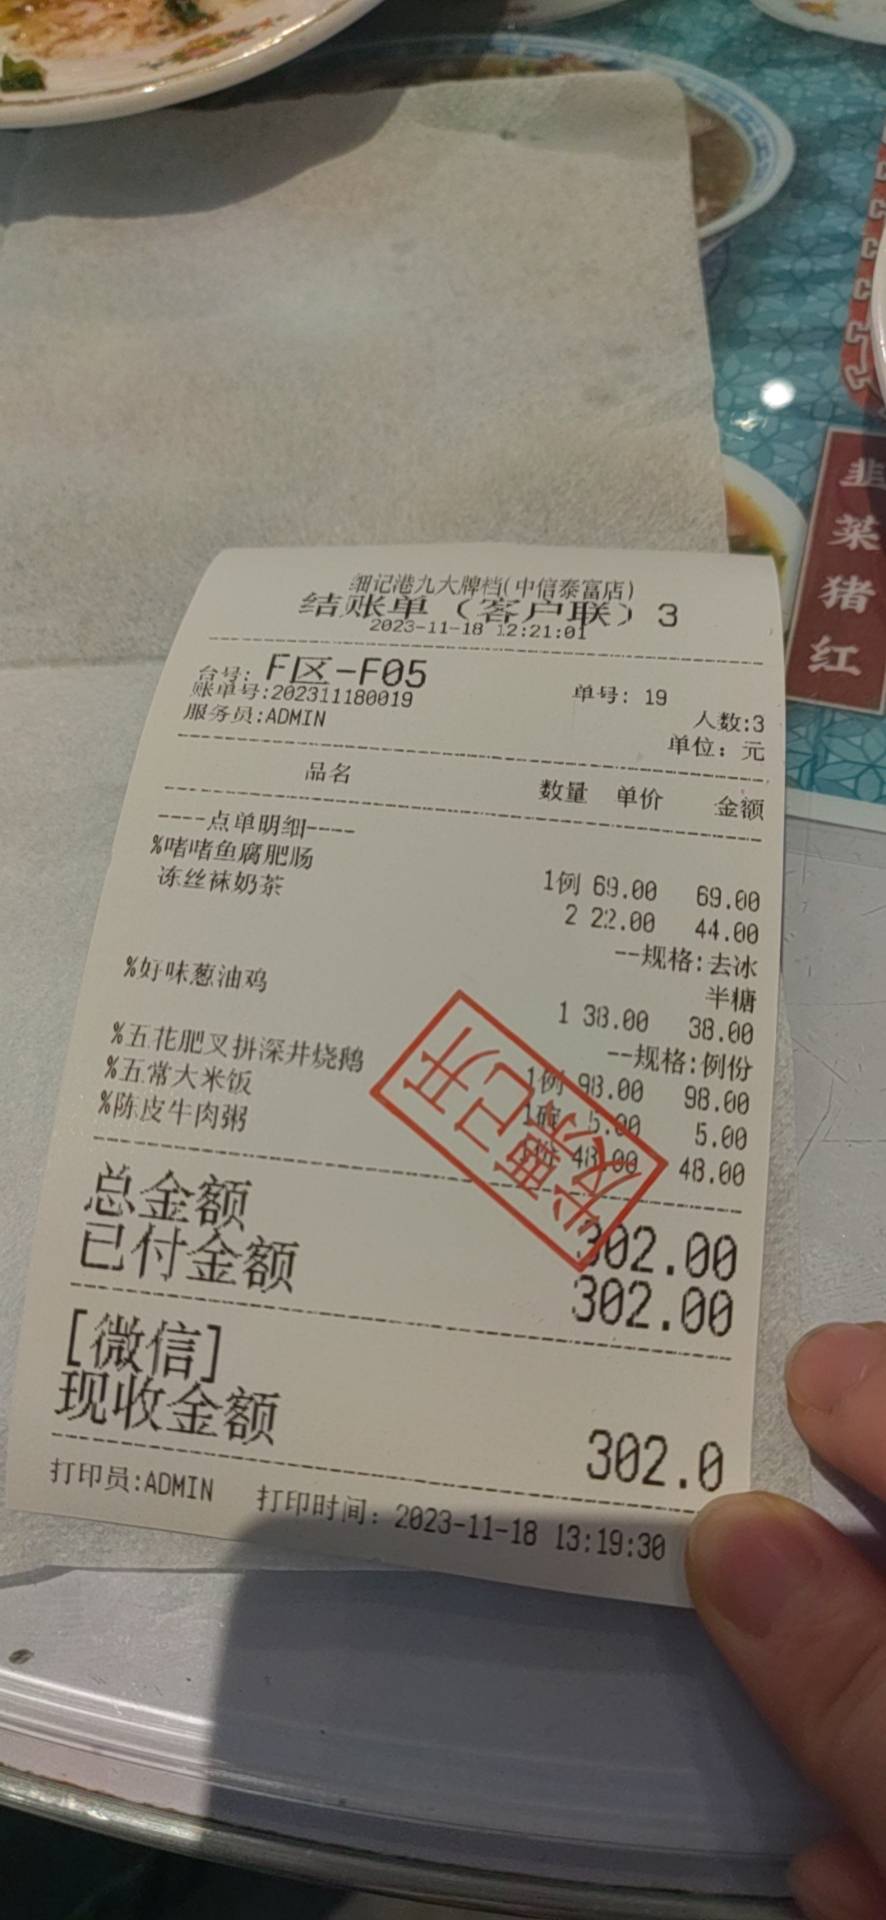 细记港九大牌档(中信泰富店)
结账单（客户联）3
2023-11-18 12:21:01
台号: F区-F05 单号: 19
账单号:202311180019 人数:3
服务员:ADMIN 单位: 元
品名 数量 单价 金额
----点单明细----
%啫啫鱼腐肥肠 1例 69.00 69.00
冻丝袜奶茶 2 22.00 44.00
--规格:去冰
半糖
%好味葱油鸡 1 38.00 38.00
--规格:例份
%五花肥叉拼深井烧鹅 1例 98.00 98.00
%五常大米饭 1碗 5.00 5.00
%陈皮牛肉粥 48.00 48.00
总金额 302.00
已付金额 302.00
[微信]
现收金额 302.0
打印员:ADMIN 打印时间: 2023-11-18 13:19:30
发票已开
韭菜猪红